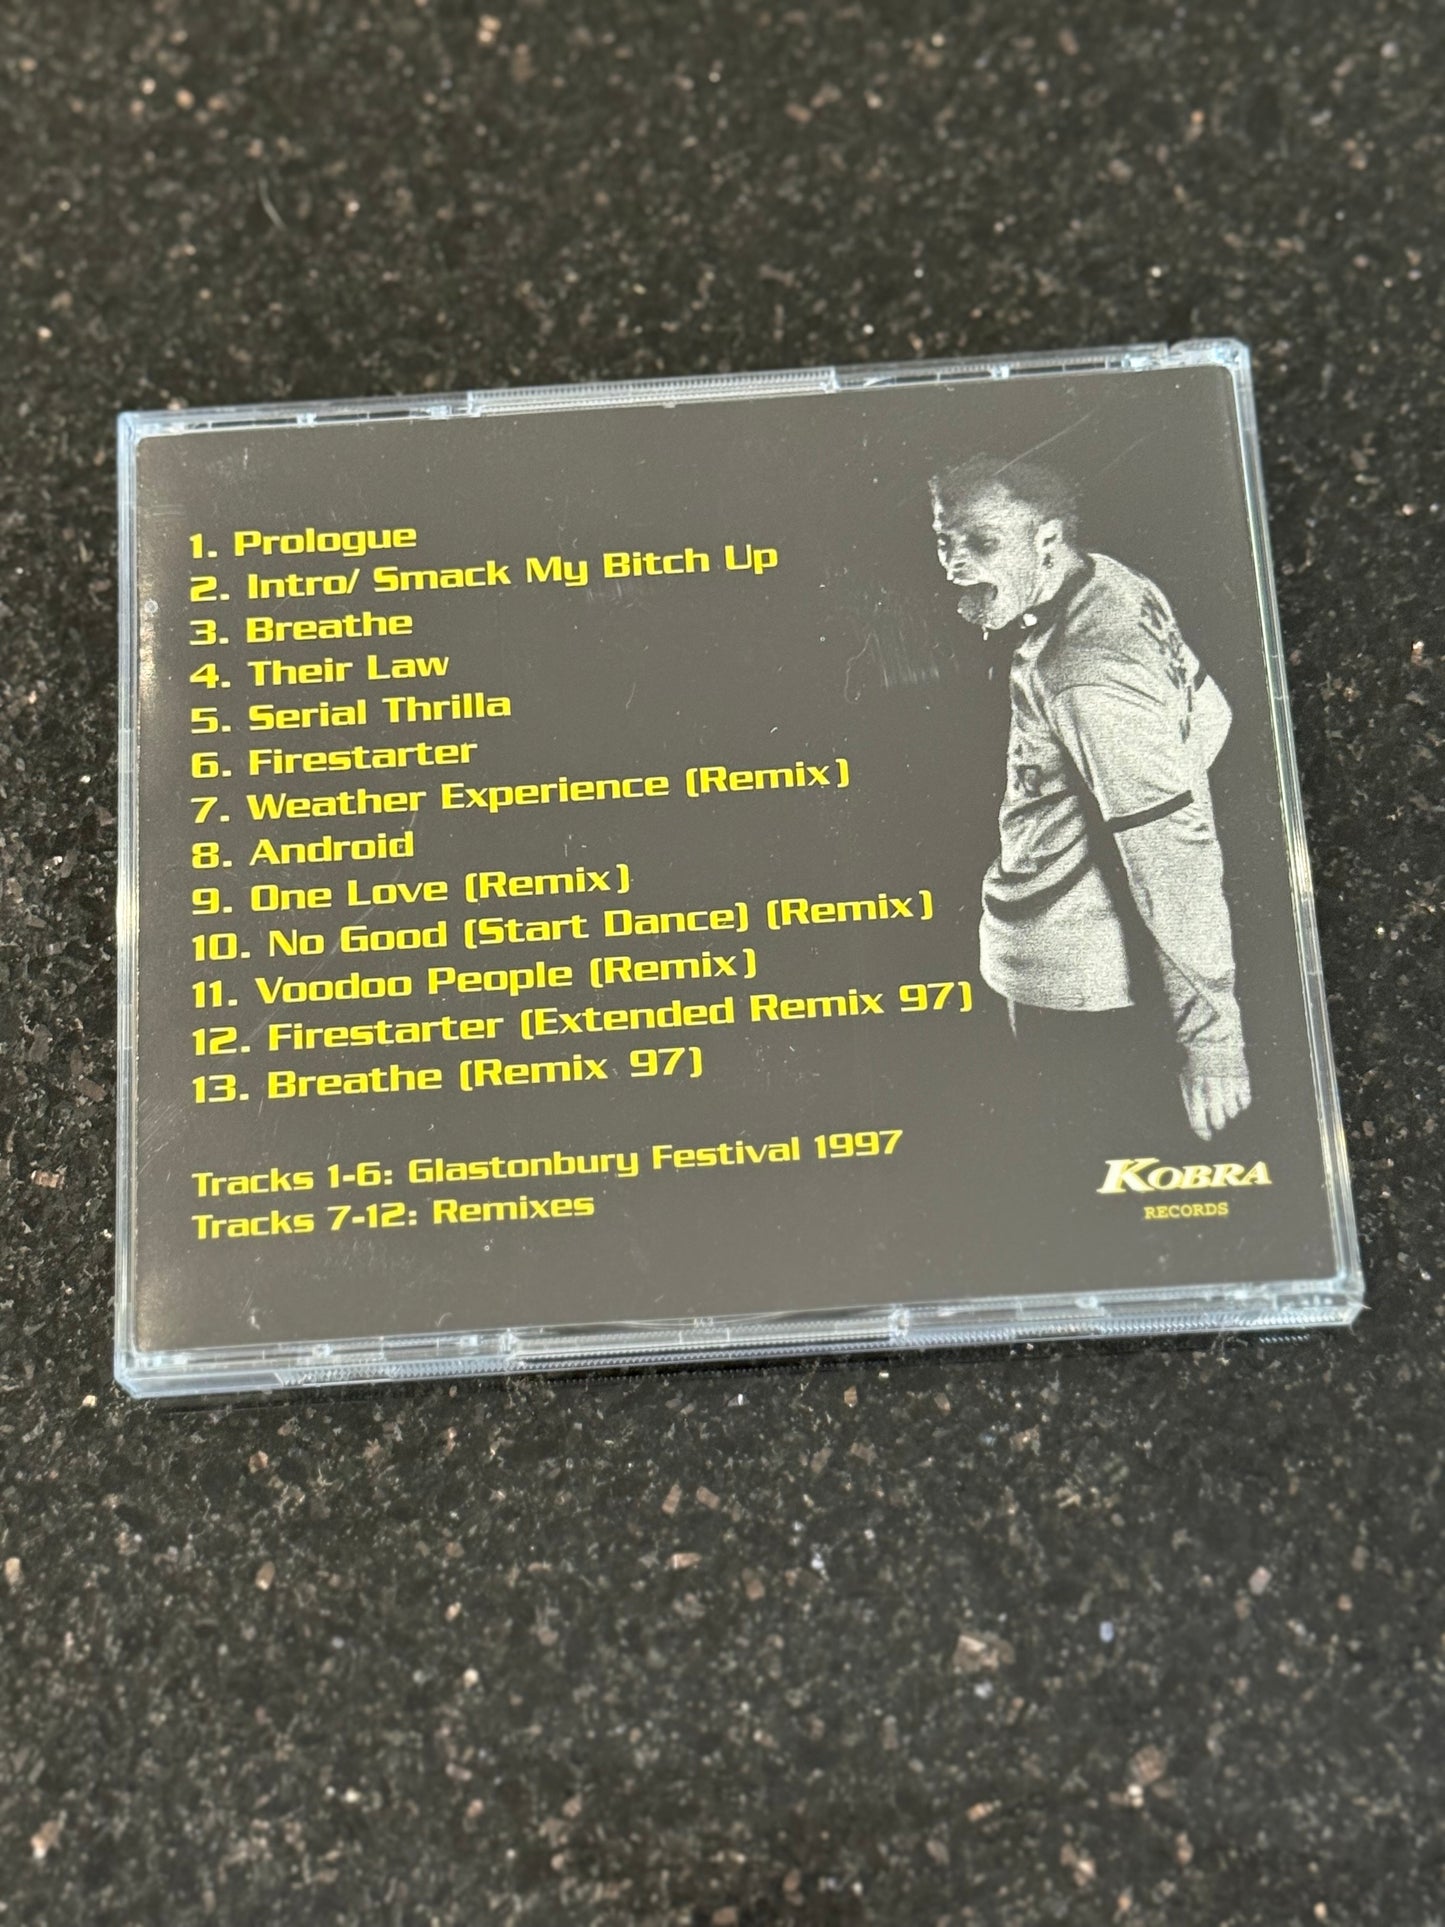 1. Prologue
2. Intro/ Smack My Bitch Up
3. Breathe
4. Their Law
5. Serial Thrilla
6. Firestarter
7. Weather Experience (Remix)
8. Android
9. One Love (Remix)
10. No Good (Start Dance) (Remix)
11. Voodoo People (Remix)
12. Firestarter (Extended Remix 97)
13. Breathe (Remix 97)
Tracks 1-6: Glastonbury Festival 1997
Tracks 7-12: Remixes
KOBRA
RECORDS